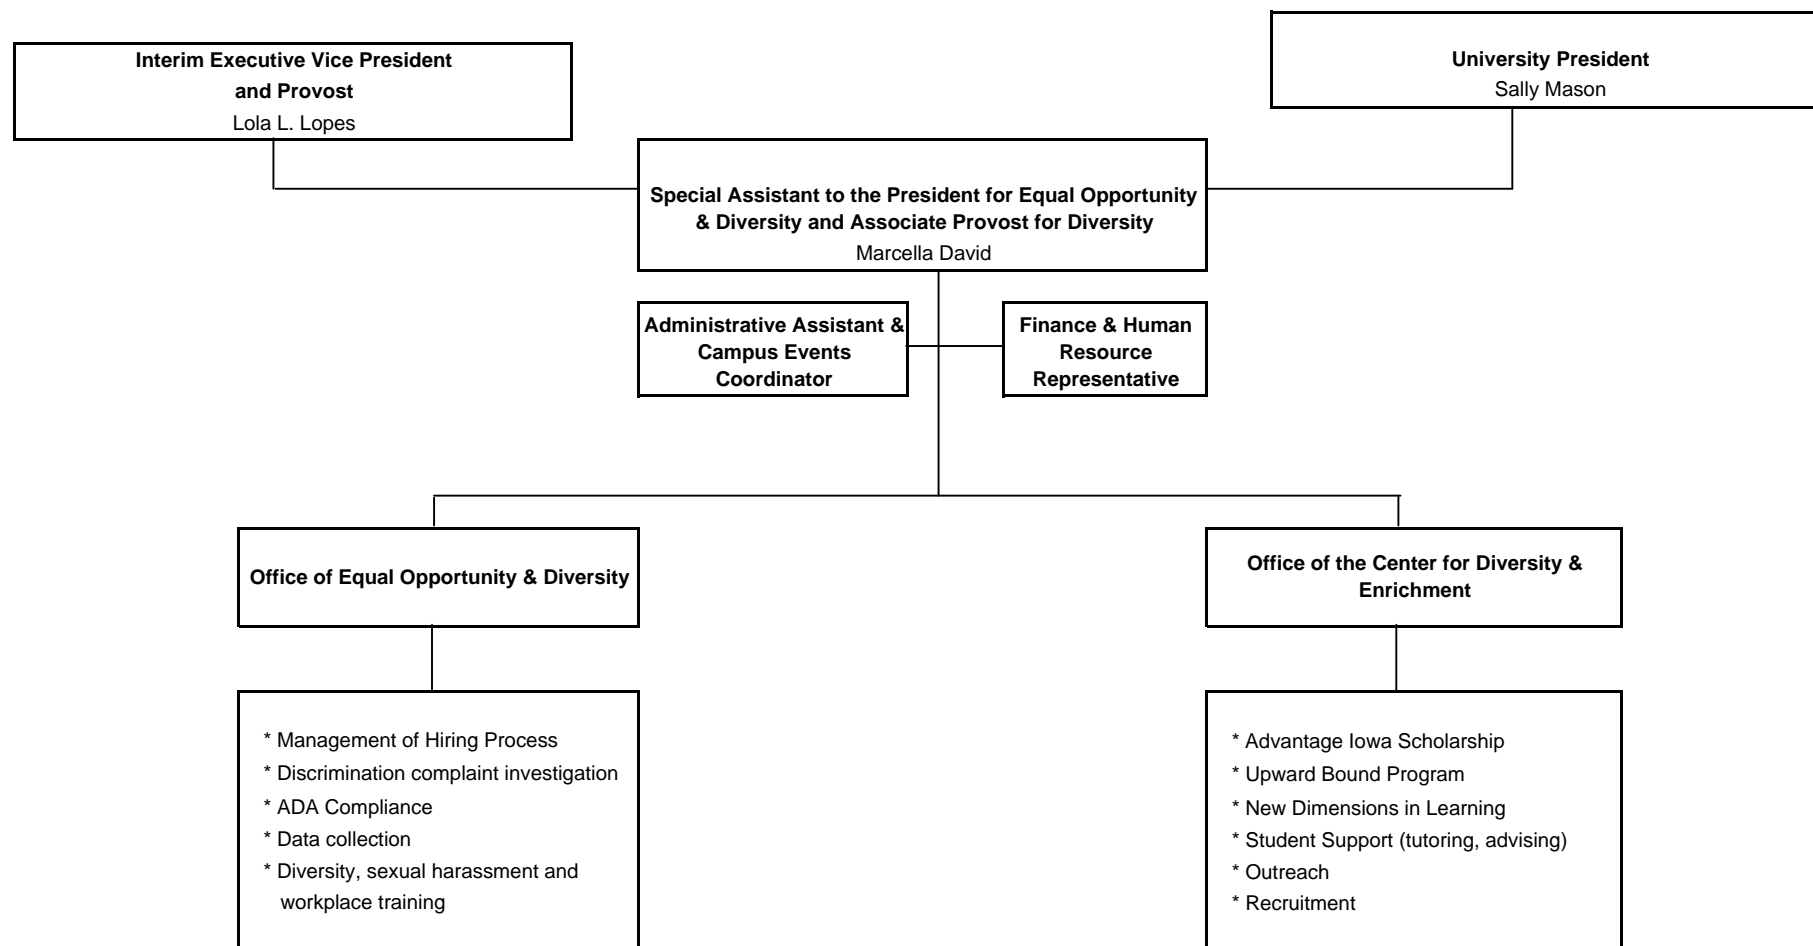 Interim Executive Vice President
and Provost
Lola L. Lopes
University President
Sally Mason
Special Assistant to the President for Equal Opportunity
& Diversity and Associate Provost for Diversity
Marcella David
Administrative Assistant &
Campus Events
Coordinator
Finance & Human
Resource
Representative
Office of Equal Opportunity & Diversity
Office of the Center for Diversity &
Enrichment
* Management of Hiring Process
* Discrimination complaint investigation
* ADA Compliance
* Data collection
* Diversity, sexual harassment and
workplace training
* Advantage Iowa Scholarship
* Upward Bound Program
* New Dimensions in Learning
* Student Support (tutoring, advising)
* Outreach
* Recruitment